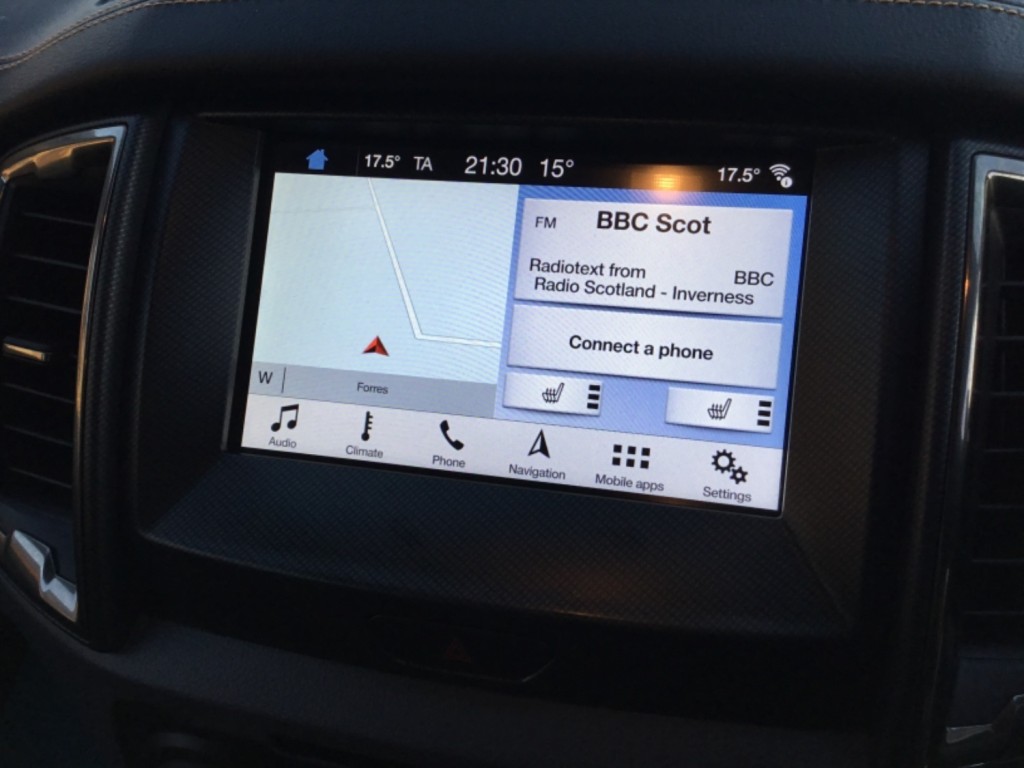 17.5° TA 21:30 15° 17.5°
FM BBC Scot
Radiotext from BBC
Radio Scotland - Inverness
Connect a phone
W Forres
Audio Climate Phone Navigation Mobile apps Settings